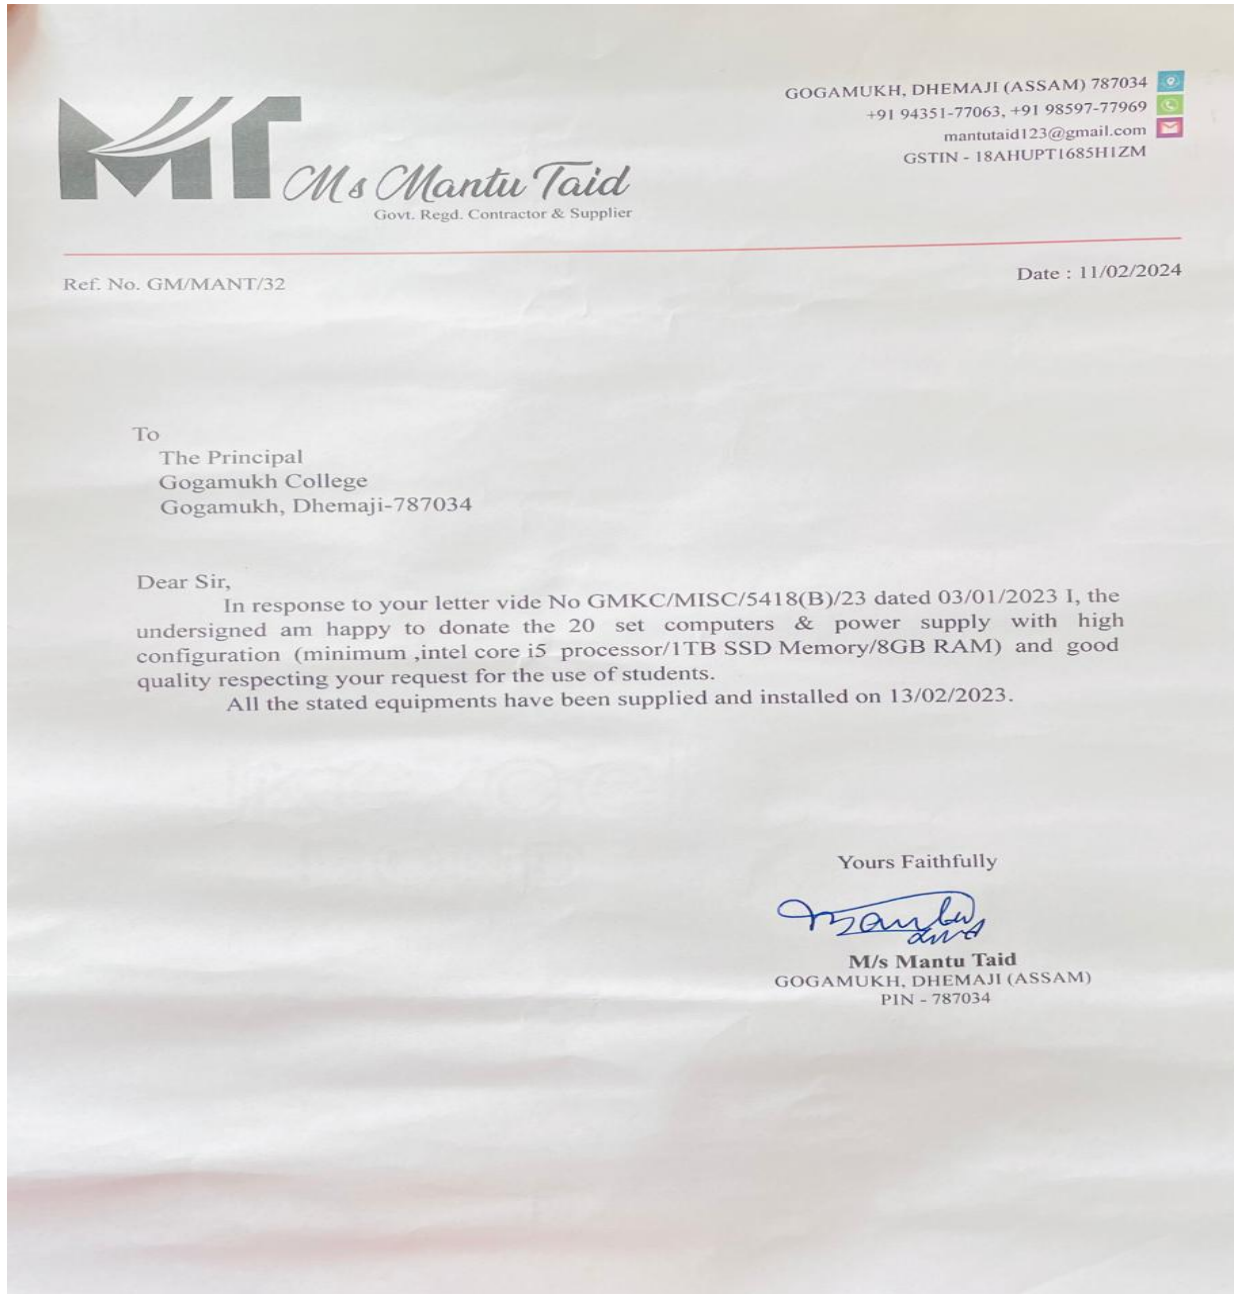 MT
Ms Mantu Taid
Govt. Regd. Contractor & Supplier
GOGAMUKH, DHEMAJI (ASSAM) 787034
+91 94351-77063, +91 98597-77969
mantutaid123@gmail.com
GSTIN - 18AHUPT1685H1ZM
Ref. No. GM/MANT/32
Date : 11/02/2024
To
The Principal
Gogamukh College
Gogamukh, Dhemaji-787034
Dear Sir,
In response to your letter vide No GMKC/MISC/5418(B)/23 dated 03/01/2023 I, the
undersigned am happy to donate the 20 set computers & power supply with high
configuration (minimum ,intel core i5 processor/1TB SSD Memory/8GB RAM) and good
quality respecting your request for the use of students.
All the stated equipments have been supplied and installed on 13/02/2023.
Yours Faithfully
Mantu
M/s Mantu Taid
GOGAMUKH, DHEMAJI (ASSAM)
PIN - 787034